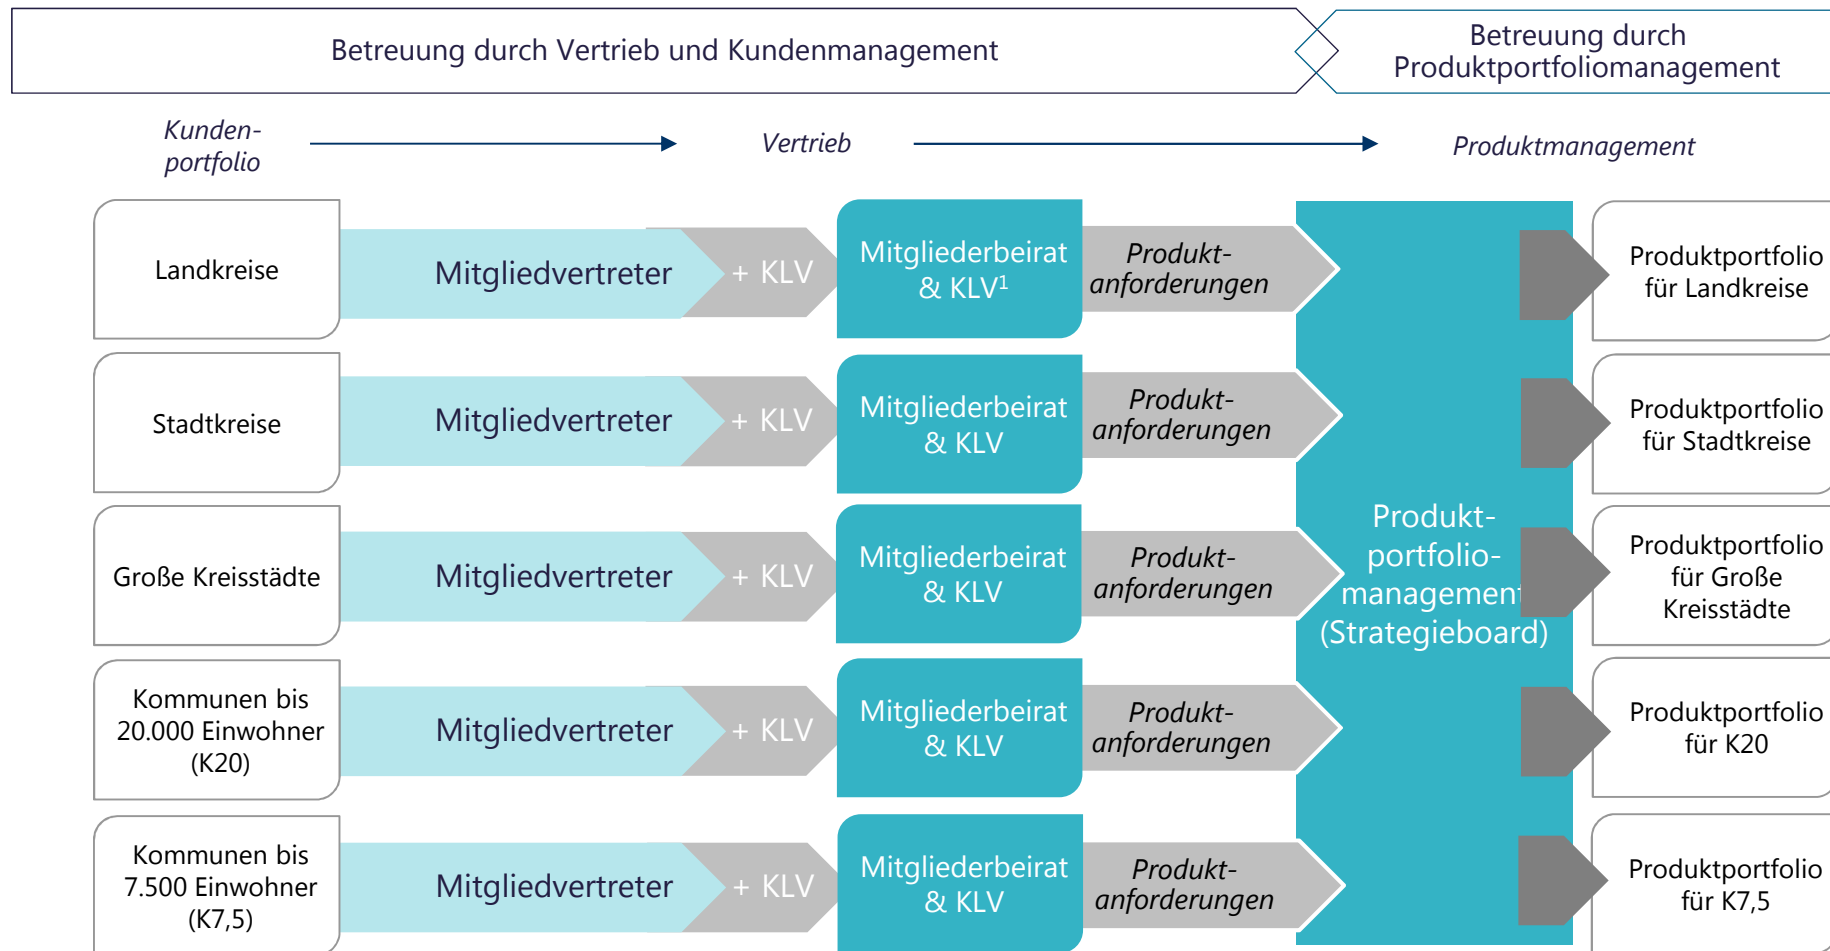 Betreuung durch Vertrieb und Kundenmanagement
Betreuung durch
Produktportfoliomanagement
Kunden-
portfolio
Vertrieb
Produktmanagement
Landkreise
Mitgliedvertreter
+ KLV
Mitgliederbeirat
& KLV¹
Produkt-
anforderungen
Produktportfolio
für Landkreise
Stadtkreise
Mitgliedvertreter
+ KLV
Mitgliederbeirat
& KLV
Produkt-
anforderungen
Produktportfolio
für Stadtkreise
Große Kreisstädte
Mitgliedvertreter
+ KLV
Mitgliederbeirat
& KLV
Produkt-
anforderungen
Produkt-
portfolio-
management
(Strategieboard)
Produktportfolio
für Große
Kreisstädte
Kommunen bis
20.000 Einwohner
(K20)
Mitgliedvertreter
+ KLV
Mitgliederbeirat
& KLV
Produkt-
anforderungen
Produktportfolio
für K20
Kommunen bis
7.500 Einwohner
(K7,5)
Mitgliedvertreter
+ KLV
Mitgliederbeirat
& KLV
Produkt-
anforderungen
Produktportfolio
für K7,5